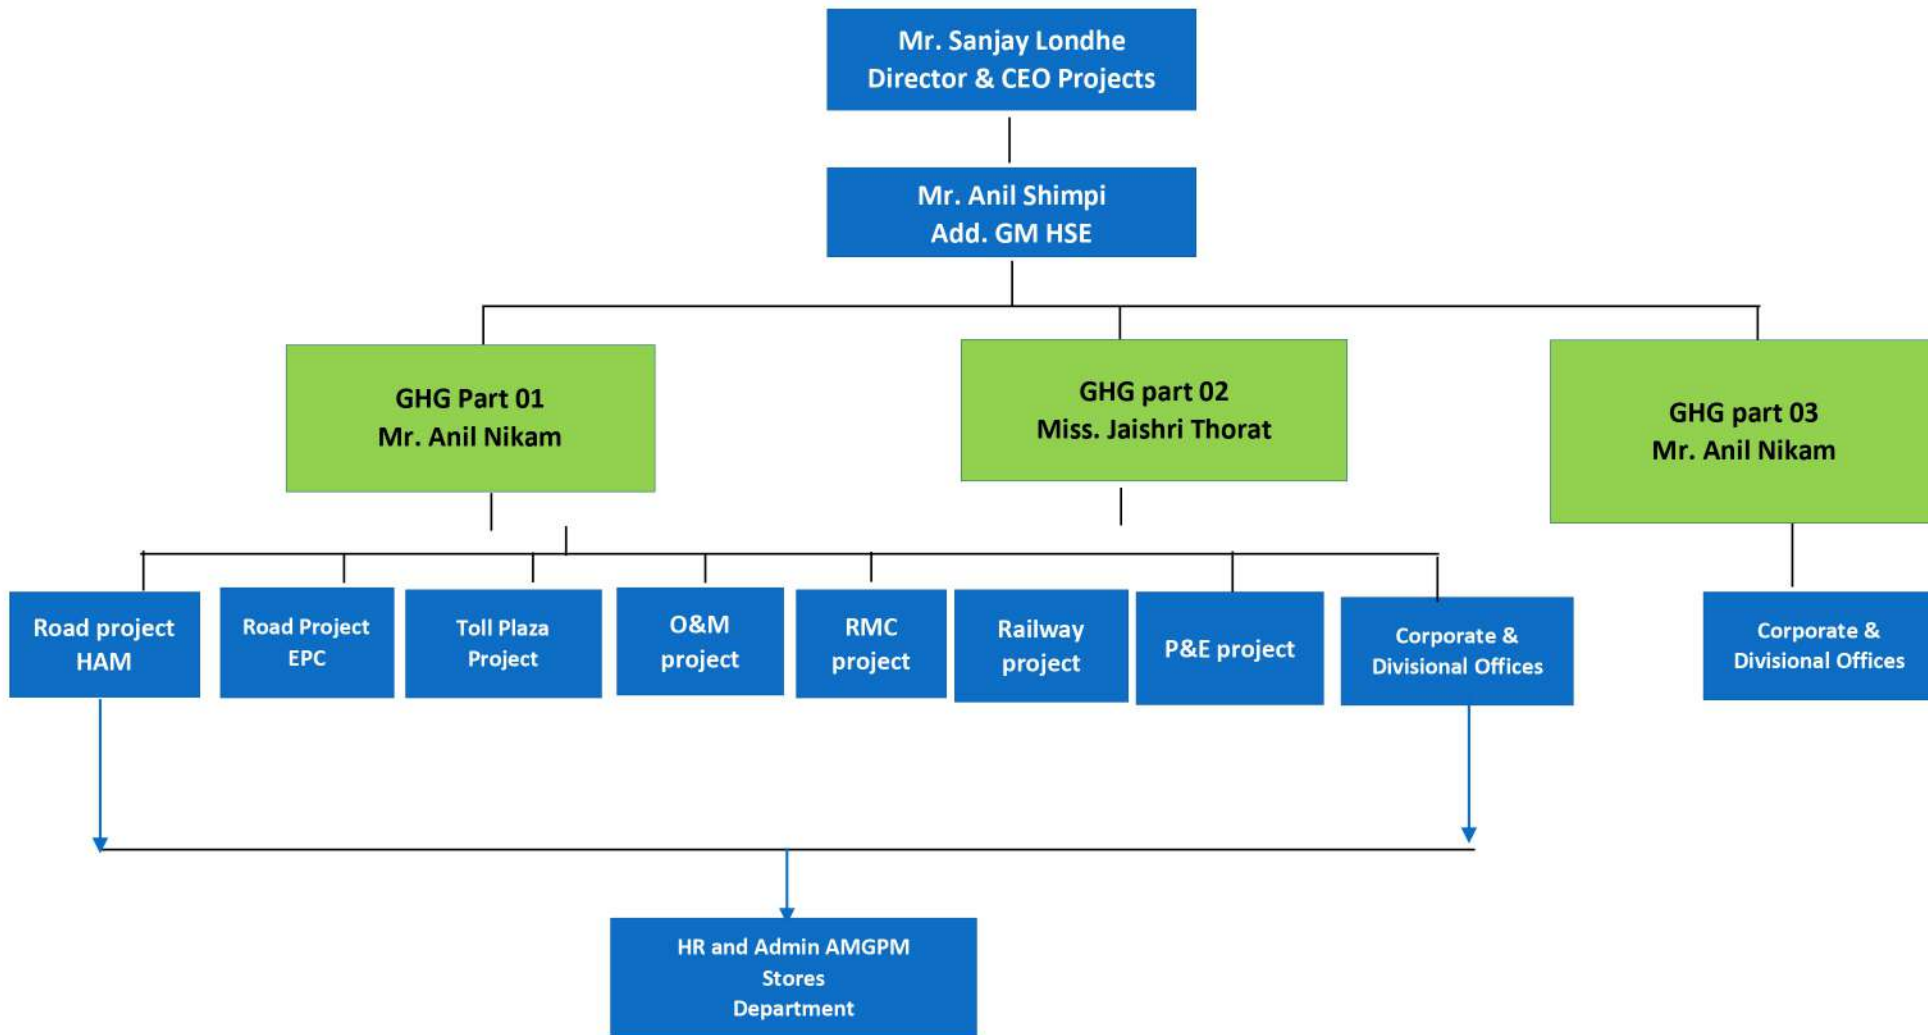 Mr. Sanjay Londhe
Director & CEO Projects
Mr. Anil Shimpi
Add. GM HSE
GHG Part 01
Mr. Anil Nikam
GHG part 02
Miss. Jaishri Thorat
GHG part 03
Mr. Anil Nikam
Road project
HAM
Road Project
EPC
Toll Plaza
Project
O&M
project
RMC
project
Railway
project
P&E project
Corporate &
Divisional Offices
Corporate &
Divisional Offices
HR and Admin AMGPM
Stores
Department